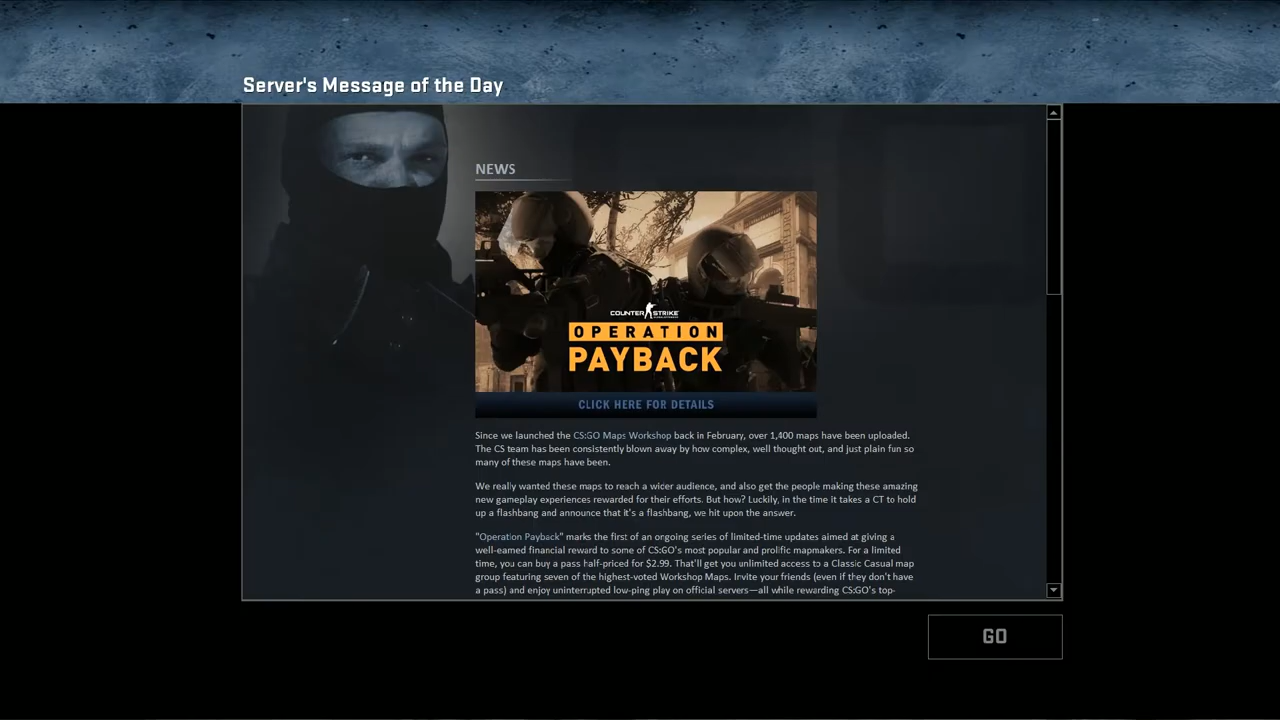 Server's Message of the Day
NEWS
COUNTER STRIKE
OPERATION
PAYBACK
CLICK HERE FOR DETAILS
Since we launched the CS:GO Maps Workshop back in February, over 1,400 maps have been uploaded.
The CS team has been consistently blown away by how complex, well thought out, and just plain fun so
many of these maps have been.
We really wanted these maps to reach a wicer audience, and also get the people making these amazing
new gameplay experiences rewarded for their efforts. But how? Luckily, in the time it takes a CT to hold
up a flashbang and announce that it's a flashbang, we hit upon the answer.
"Operation Payback" marks the first of an ongoing series of limited-time updates aimed at giving a
well-earned financial reward to some of CS:GO's most popular and prolific mapmakers. For a limited
time, you can buy a pass half-priced for $2.99. That'll get you unlimited access to a Classic Casual map
group featuring seven of the highest-voted Workshop Maps. Invite your friends (even if they don't have
a pass) and enjoy uninterrupted low-ping play on official servers—all while rewarding CS:GO's top-
GO